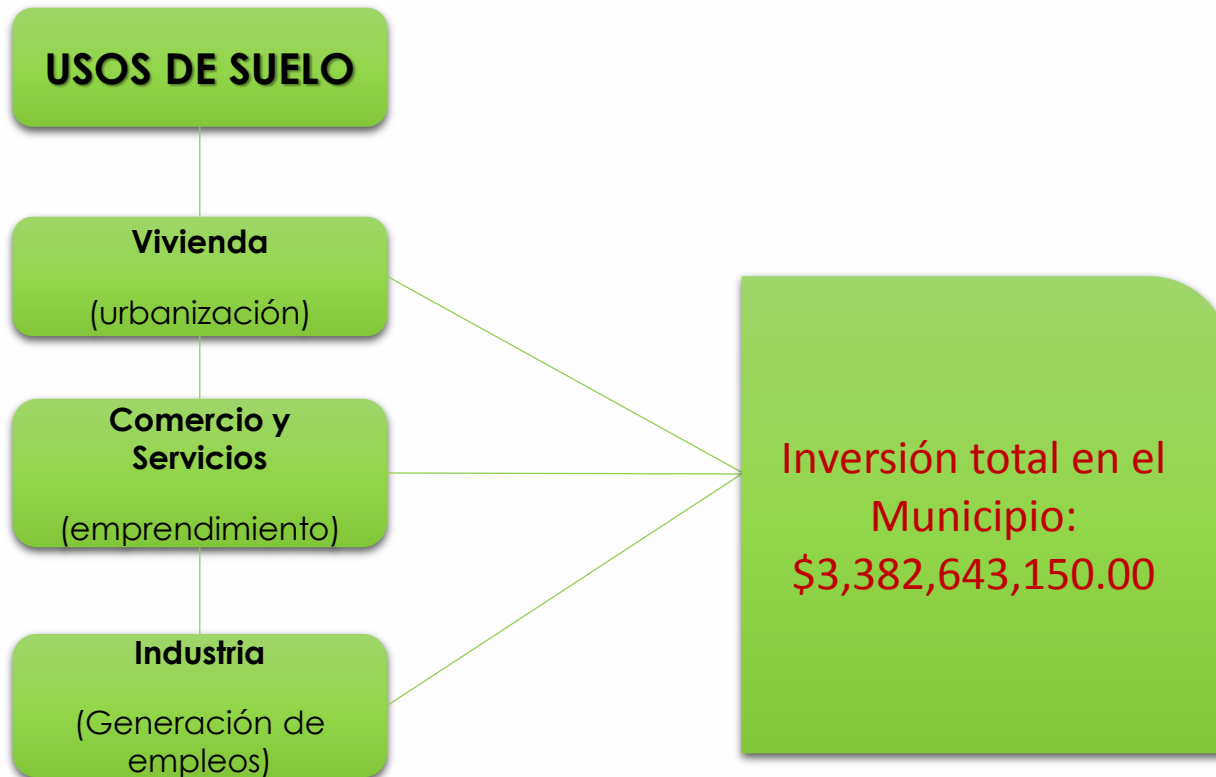 USOS DE SUELO
Vivienda
(urbanización)
Comercio y
Servicios
(emprendimiento)
Industria
(Generación de
empleos)
Inversión total en el
Municipio:
$3,382,643,150.00